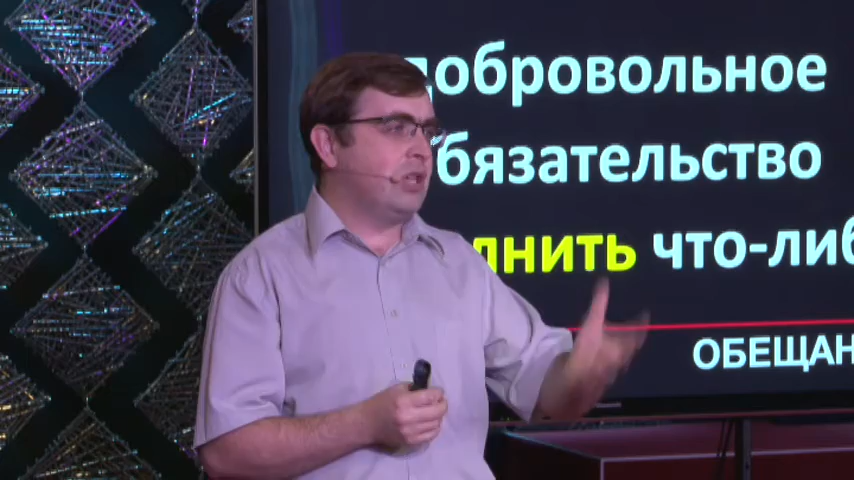 добровольное
бязательство
лнить что-либ
ОБЕЩАН